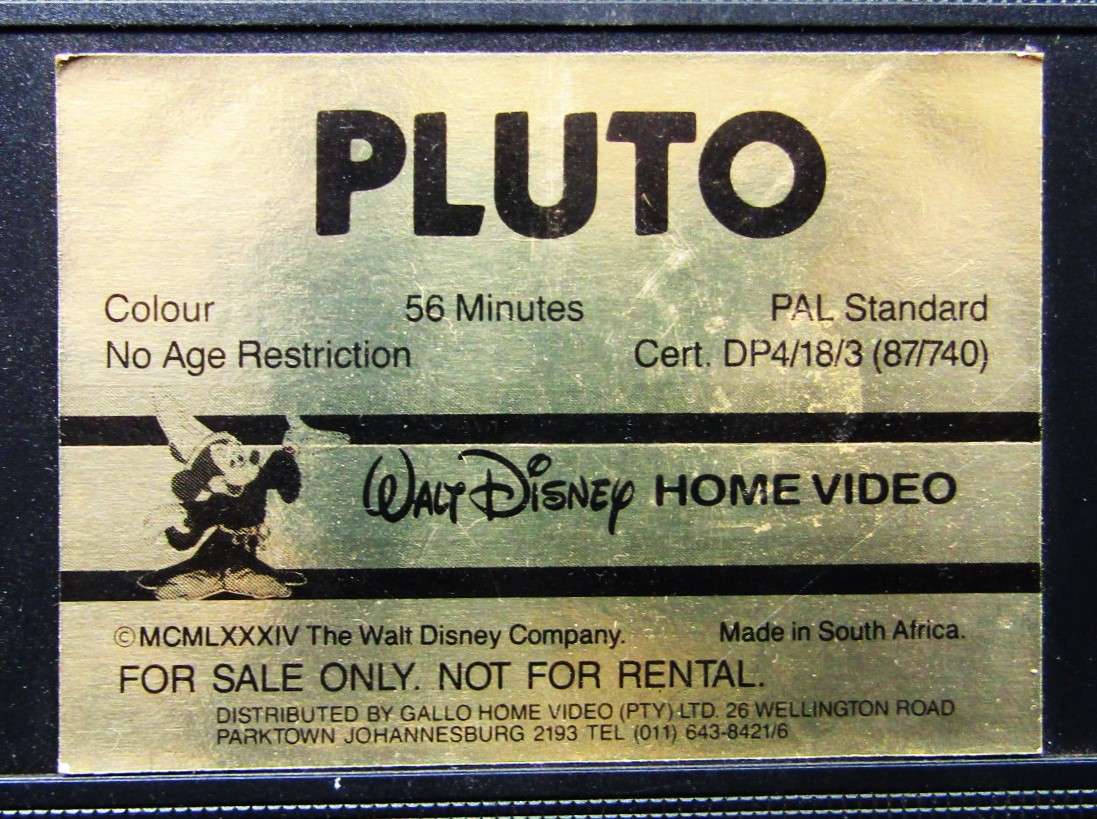 PLUTO
Colour 56 Minutes PAL Standard
No Age Restriction Cert. DP4/18/3 (87/740)
WALT DISNEY HOME VIDEO
©MCMLXXXIV The Walt Disney Company. Made in South Africa.
FOR SALE ONLY. NOT FOR RENTAL.
DISTRIBUTED BY GALLO HOME VIDEO (PTY) LTD. 26 WELLINGTON ROAD
PARKTOWN JOHANNESBURG 2193 TEL (011) 643-8421/6